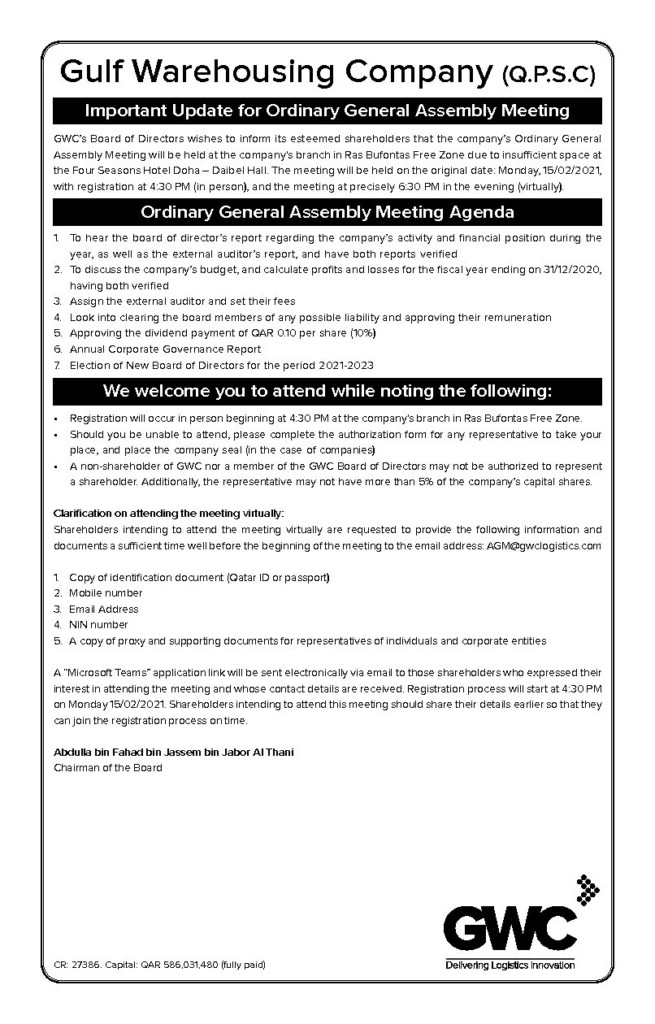 Gulf Warehousing Company (Q.P.S.C)
Important Update for Ordinary General Assembly Meeting
GWC's Board of Directors wishes to inform its esteemed shareholders that the company's Ordinary General
Assembly Meeting will be held at the company's branch in Ras Bufontas Free Zone due to insufficient space at
the Four Seasons Hotel Doha – Daibel Hall. The meeting will be held on the original date: Monday, 15/02/2021,
with registration at 4:30 PM (in person), and the meeting at precisely 6:30 PM in the evening (virtually).
Ordinary General Assembly Meeting Agenda
1. To hear the board of director's report regarding the company's activity and financial position during the
year, as well as the external auditor's report, and have both reports verified
2. To discuss the company's budget, and calculate profits and losses for the fiscal year ending on 31/12/2020,
having both verified
3. Assign the external auditor and set their fees
4. Look into clearing the board members of any possible liability and approving their remuneration
5. Approving the dividend payment of QAR 0.10 per share (10%)
6. Annual Corporate Governance Report
7. Election of New Board of Directors for the period 2021-2023
We welcome you to attend while noting the following:
• Registration will occur in person beginning at 4:30 PM at the company's branch in Ras Bufontas Free Zone.
• Should you be unable to attend, please complete the authorization form for any representative to take your
place, and place the company seal (in the case of companies)
• A non-shareholder of GWC nor a member of the GWC Board of Directors may not be authorized to represent
a shareholder. Additionally, the representative may not have more than 5% of the company's capital shares.
Clarification on attending the meeting virtually:
Shareholders intending to attend the meeting virtually are requested to provide the following information and
documents a sufficient time well before the beginning of the meeting to the email address: AGM@gwclogistics.com
1. Copy of identification document (Qatar ID or passport)
2. Mobile number
3. Email Address
4. NIN number
5. A copy of proxy and supporting documents for representatives of individuals and corporate entities
A "Microsoft Teams" application link will be sent electronically via email to those shareholders who expressed their
interest in attending the meeting and whose contact details are received. Registration process will start at 4:30 PM
on Monday 15/02/2021. Shareholders intending to attend this meeting should share their details earlier so that they
can join the registration process on time.
Abdulla bin Fahad bin Jassem bin Jabor Al Thani
Chairman of the Board
GWC
Delivering Logistics Innovation
CR: 27386. Capital: QAR 586,031,480 (fully paid)